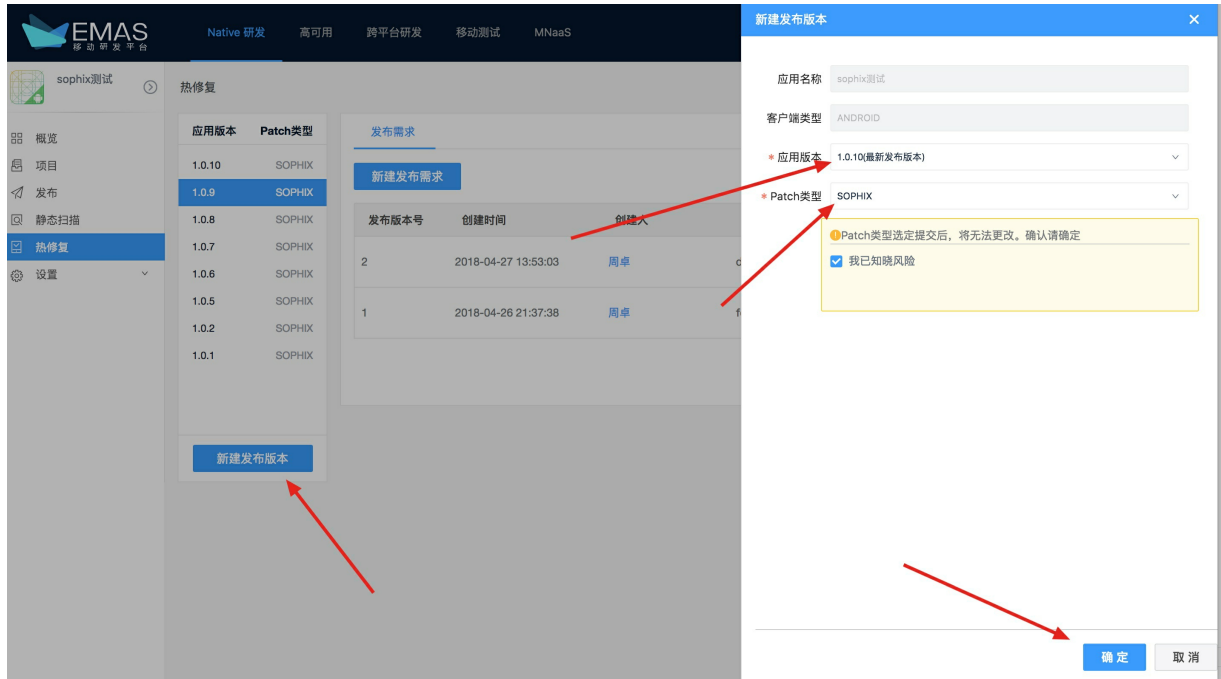 EMAS
移动研发平台
Native 研发 高可用 跨平台研发 移动测试 MNaaS
sophix测试
概览
项目
发布
静态扫描
热修复
设置
热修复
应用版本 Patch类型
1.0.10 SOPHIX
1.0.9 SOPHIX
1.0.8 SOPHIX
1.0.7 SOPHIX
1.0.6 SOPHIX
1.0.5 SOPHIX
1.0.2 SOPHIX
1.0.1 SOPHIX
新建发布版本
发布需求
新建发布需求
发布版本号 创建时间 创建人
2 2018-04-27 13:53:03 周卓
1 2018-04-26 21:37:38 周卓
新建发布版本
应用名称 sophix测试
客户端类型 ANDROID
* 应用版本 1.0.10(最新发布版本)
* Patch类型 SOPHIX
Patch类型选定提交后，将无法更改。确认请确定
我已知晓风险
确定 取消